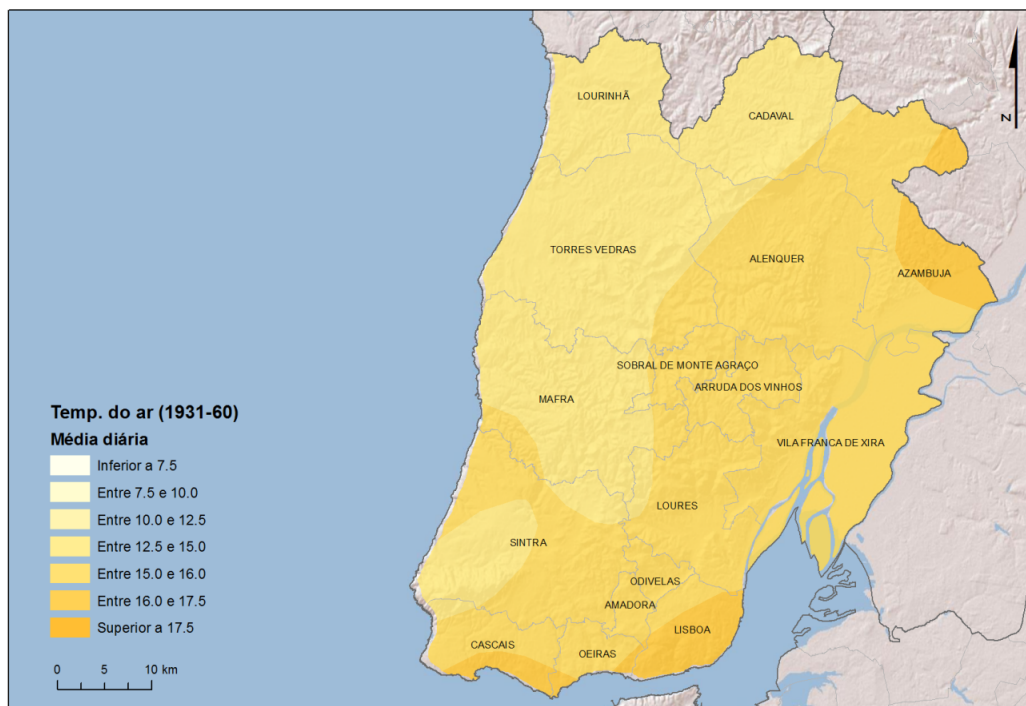 LOURINHÃ
CADAVAL
N
TORRES VEDRAS
ALENQUER
AZAMBUJA
SOBRAL DE MONTE AGRAÇO
ARRUDA DOS VINHOS
MAFRA
VILA FRANCA DE XIRA
LOURES
SINTRA
ODIVELAS
AMADORA
LISBOA
CASCAIS
OEIRAS
Temp. do ar (1931-60)
Média diária
Inferior a 7.5
Entre 7.5 e 10.0
Entre 10.0 e 12.5
Entre 12.5 e 15.0
Entre 15.0 e 16.0
Entre 16.0 e 17.5
Superior a 17.5
0 5 10 km